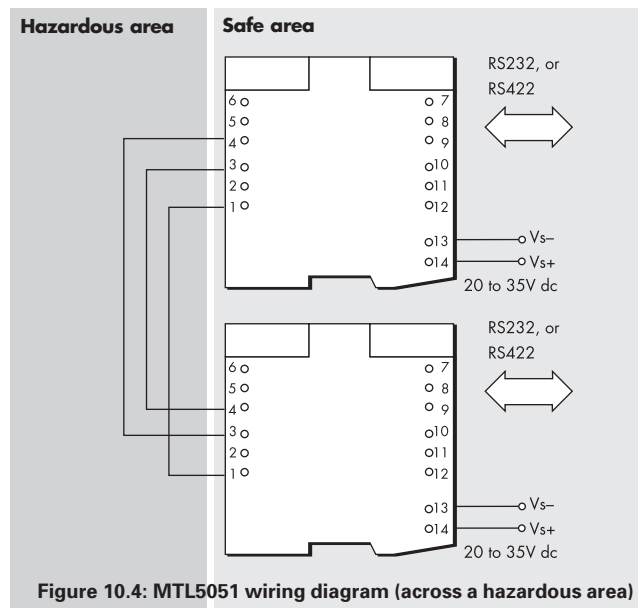 Hazardous area
Safe area
RS232, or
RS422
6
5
4
3
2
1
7
8
9
10
11
12
13
14
Vs–
Vs+
20 to 35V dc
RS232, or
RS422
6
5
4
3
2
1
7
8
9
10
11
12
13
14
Vs–
Vs+
20 to 35V dc
Figure 10.4: MTL5051 wiring diagram (across a hazardous area)